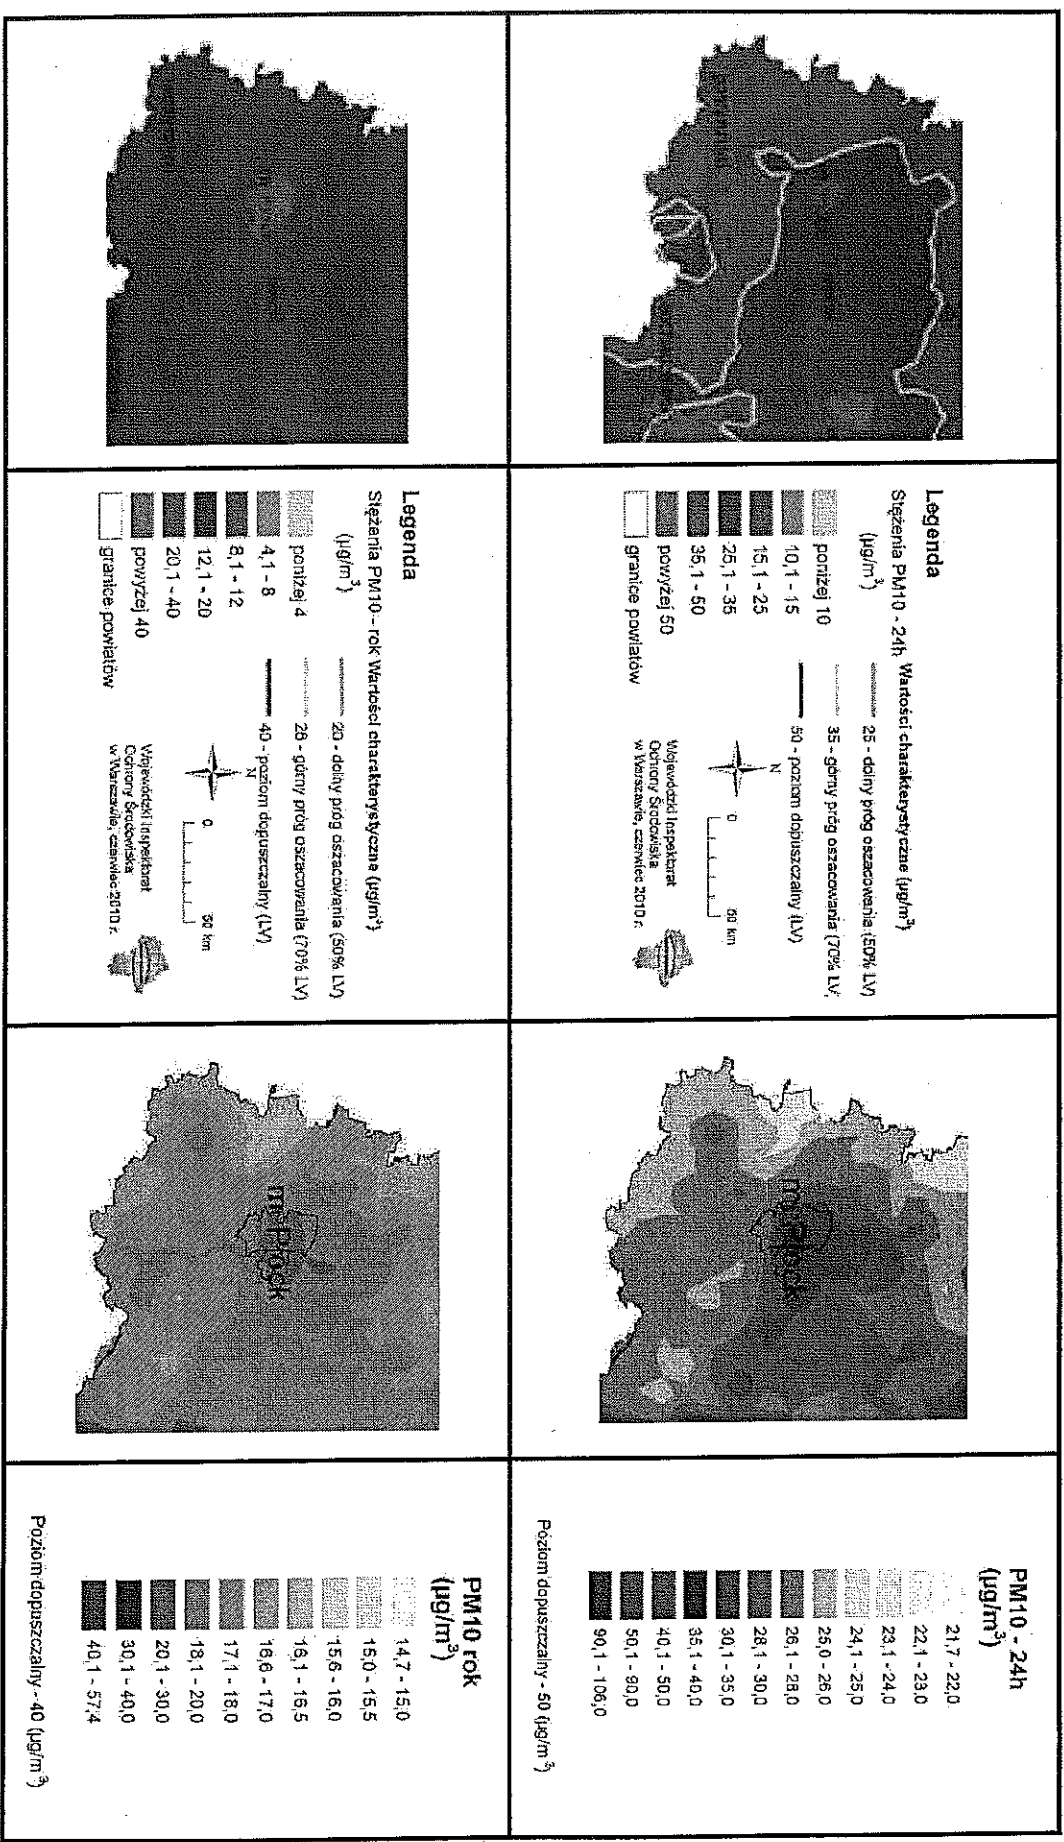 Legenda
Stężenia PM10 - 24h Wartości charakterystyczne (µg/m³)
(µg/m³)
poniżej 10
10,1 - 15
15,1 - 25
25,1 - 35
35,1 - 50
powyżej 50
granice powiatów
25 - dolny próg oszacowania (50% LV)
35 - górny próg oszacowania (70% LV)
50 - poziom dopuszczalny (LV)
N
0 50 km
Wojewódzki Inspektorat
Ochrony Środowiska
w Warszawie, czerwiec 2010 r.
m. Płock
PM10 - 24h
(µg/m³)
21,7 - 22,0
22,1 - 23,0
23,1 - 24,0
24,1 - 25,0
25,0 - 26,0
26,1 - 28,0
28,1 - 30,0
30,1 - 35,0
35,1 - 40,0
40,1 - 50,0
50,1 - 90,0
90,1 - 106,0
Poziom dopuszczalny - 50 (µg/m³)
Legenda
Stężenia PM10 - rok Wartości charakterystyczne (µg/m³)
(µg/m³)
poniżej 4
4,1 - 8
8,1 - 12
12,1 - 20
20,1 - 40
powyżej 40
granice powiatów
20 - dolny próg oszacowania (50% LV)
28 - górny próg oszacowania (70% LV)
40 - poziom dopuszczalny (LV)
N
0 50 km
Wojewódzki Inspektorat
Ochrony Środowiska
w Warszawie, czerwiec 2010 r.
m. Płock
PM10 rok
(µg/m³)
14,7 - 15,0
15,0 - 15,5
15,6 - 16,0
16,1 - 16,5
16,6 - 17,0
17,1 - 18,0
18,1 - 20,0
20,1 - 30,0
30,1 - 40,0
40,1 - 57,4
Poziom dopuszczalny - 40 (µg/m³)